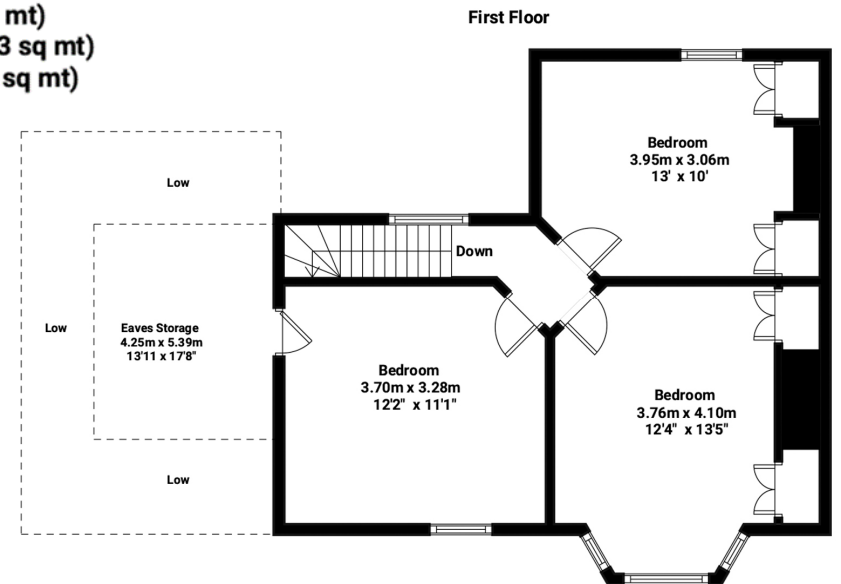 mt)
3 sq mt)
sq mt)
First Floor
Bedroom
3.95m x 3.06m
13' x 10'
Low
Down
Low
Eaves Storage
4.25m x 5.39m
13'11 x 17'8"
Bedroom
3.70m x 3.28m
12'2" x 11'1"
Bedroom
3.76m x 4.10m
12'4" x 13'5"
Low